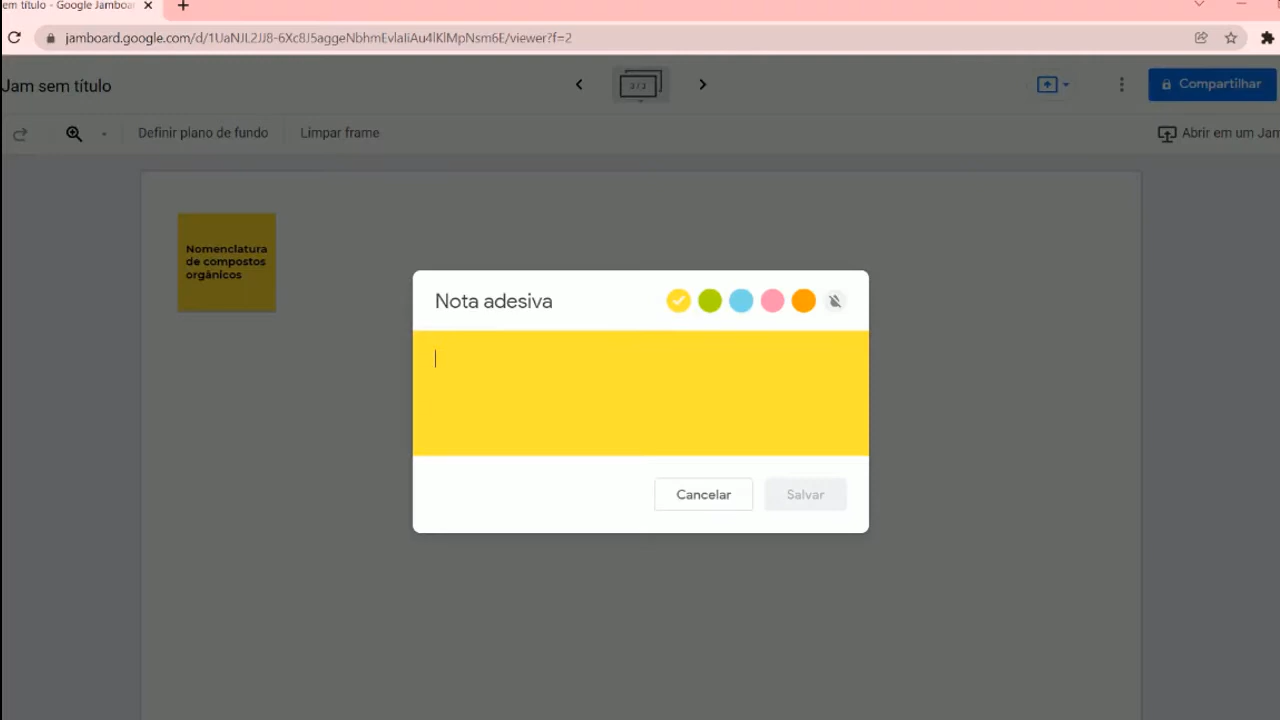 em título - Google Jamboar
jamboard.google.com/d/1UaNJL2JJ8-6Xc8J5aggeNbhmEvlaIiAu4lKlMpNsm6E/viewer?f=2
Jam sem título
Compartilhar
Definir plano de fundo
Limpar frame
Abrir em um Jam
Nomenclatura
de compostos
orgânicos
Nota adesiva
Cancelar
Salvar